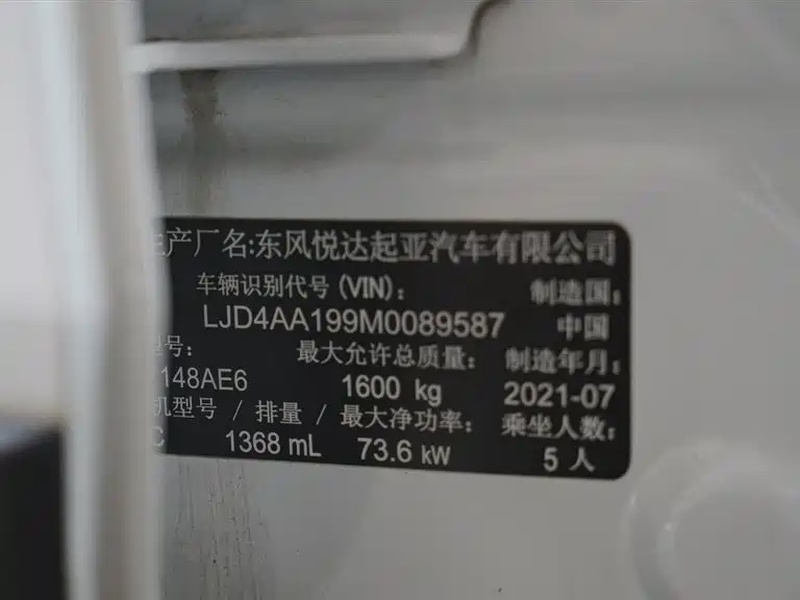 生产厂名:东风悦达起亚汽车有限公司
车辆识别代号(VIN): 制造国:
LJD4AA199M0089587 中国
型号: 最大允许总质量: 制造年月:
148AE6 1600 kg 2021-07
机型号 / 排量 / 最大净功率: 乘坐人数:
C 1368 mL 73.6 kW 5 人